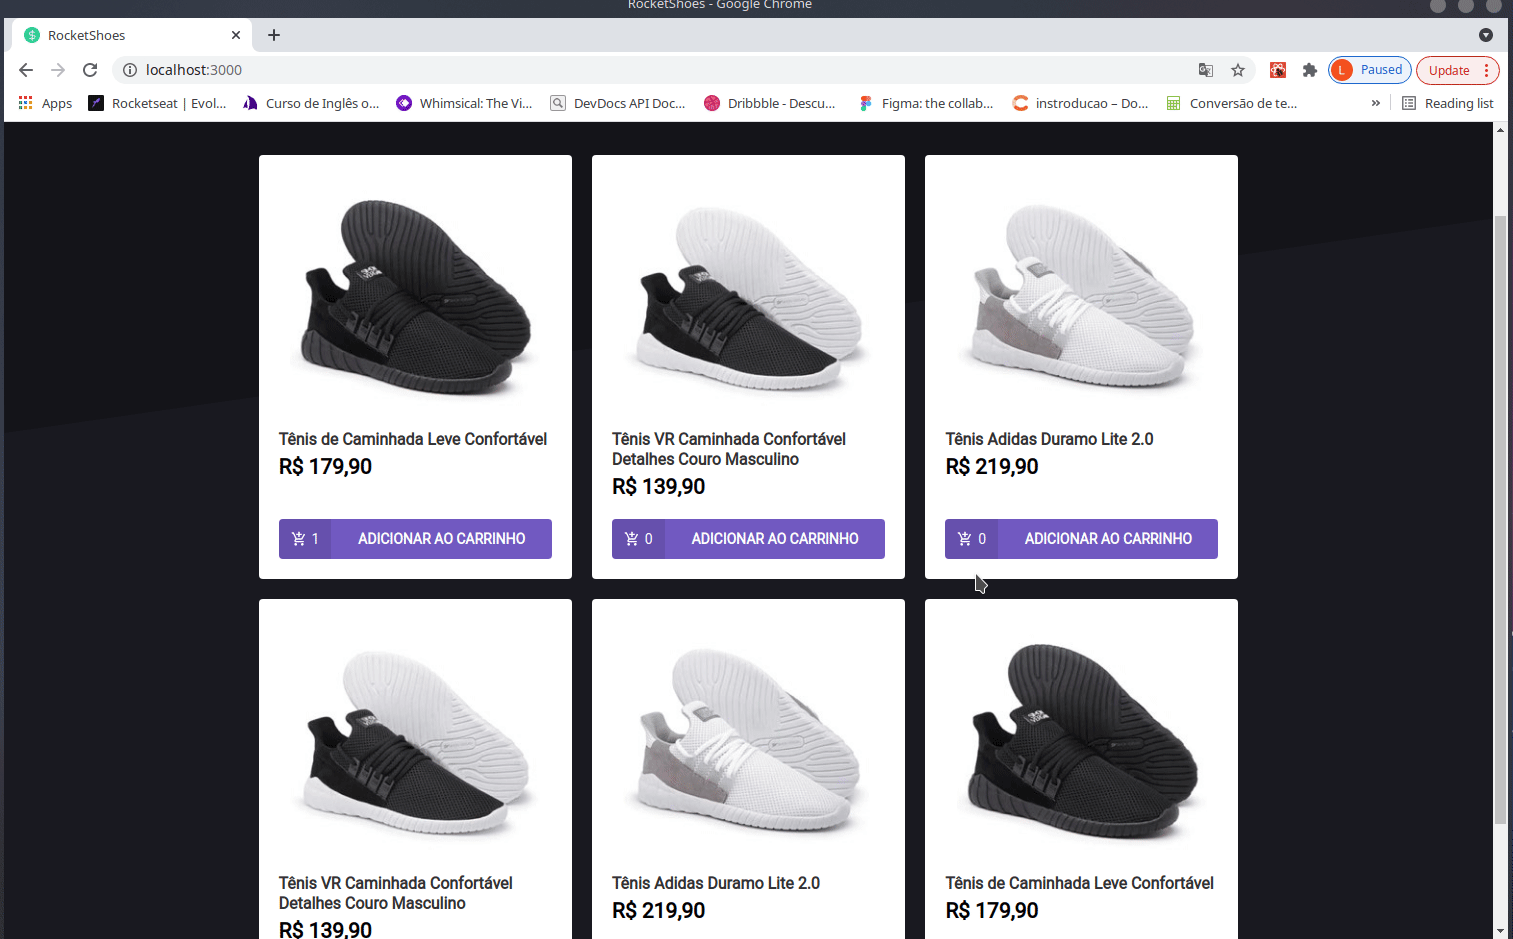 RocketShoes - Google Chrome
RocketShoes
localhost:3000
L Paused
Update
Apps
Rocketseat | Evol...
Curso de Inglês o...
Whimsical: The Vi...
DevDocs API Doc...
Dribbble - Descu...
Figma: the collab...
instroducao – Do...
Conversão de te...
»
Reading list
Tênis de Caminhada Leve Confortável
R$ 179,90
1 ADICIONAR AO CARRINHO
Tênis VR Caminhada Confortável
Detalhes Couro Masculino
R$ 139,90
0 ADICIONAR AO CARRINHO
Tênis Adidas Duramo Lite 2.0
R$ 219,90
0 ADICIONAR AO CARRINHO
Tênis VR Caminhada Confortável
Detalhes Couro Masculino
R$ 139,90
Tênis Adidas Duramo Lite 2.0
R$ 219,90
Tênis de Caminhada Leve Confortável
R$ 179,90